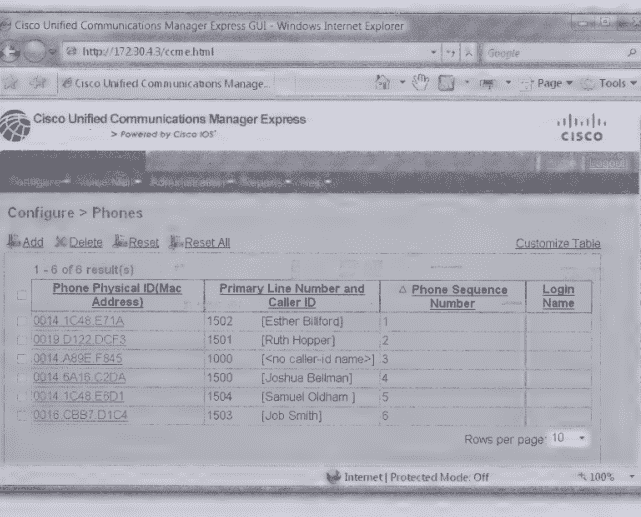 Cisco Unified Communications Manager Express GUI - Windows Internet Explorer
http://172.30.4.3/ccme.html
Google
Cisco Unified Communications Manage...
Page
Tools
Cisco Unified Communications Manager Express
> Powered by Cisco IOS
CISCO
Logout
Configure Voice Mail Administration Reports
Configure > Phones
Add Delete Reset Reset All
Customize Table
1 - 6 of 6 result(s)
Phone Physical ID(Mac Address) Primary Line Number and Caller ID Phone Sequence Number Login Name
0014.1C48.E71A 1502 [Esther Billford] 1
0019.D122.DCF3 1501 [Ruth Hopper] 2
0014.A89E.F845 1000 [<no caller-id name>] 3
0014.6A16.C2DA 1500 [Joshua Bellman] 4
0014.1C48.E6D1 1504 [Samuel Oldham ] 5
0016.CBB7.D1C4 1503 [Job Smith] 6
Rows per page: 10
Internet | Protected Mode: Off
100%